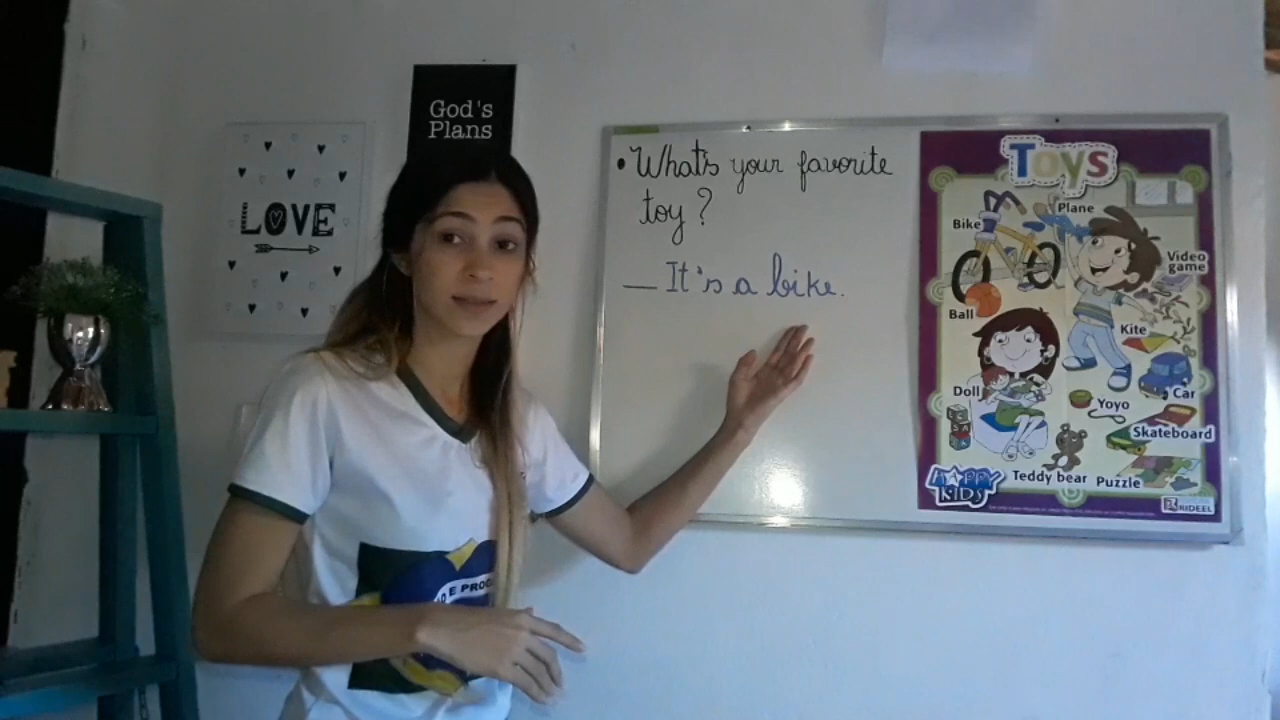 God's
Plans
LOVE
• What's your favorite
toy?
— It's a bike.
TOYS
Plane
Bike
Video
game
Ball
Kite
Doll
Car
Yoyo
Skateboard
Teddy bear
Puzzle
HAPPY
KIDS
RIDEEL
E PROG